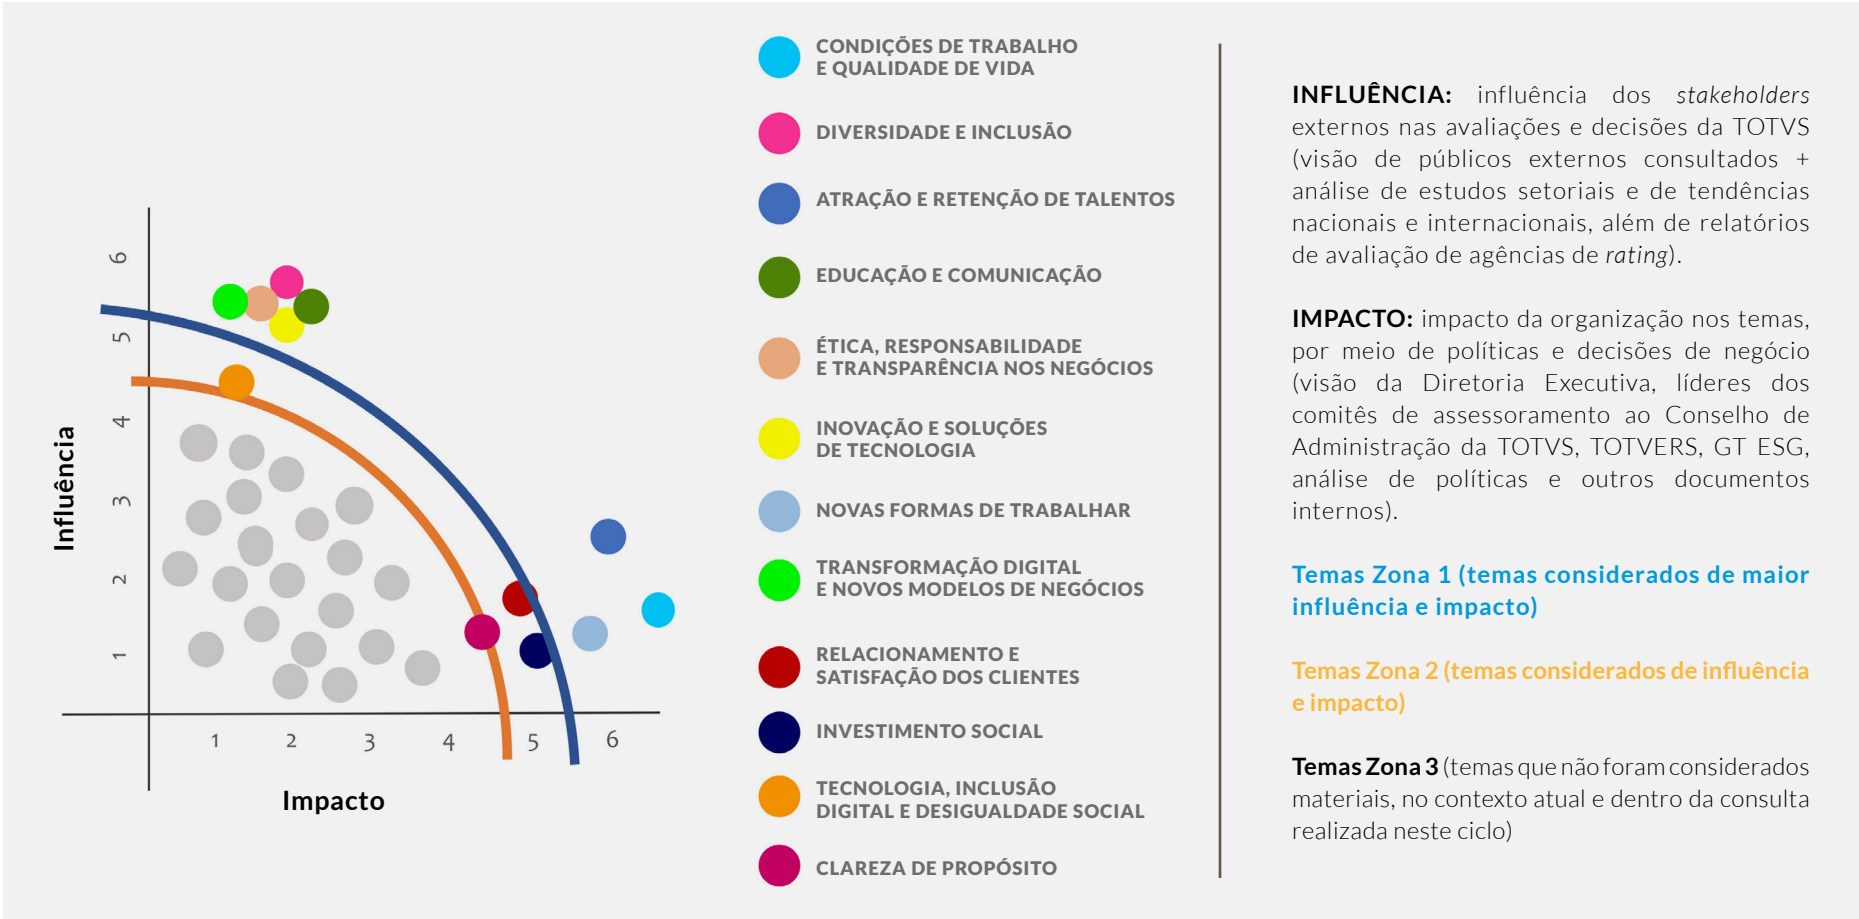 Influência
6
5
4
3
2
1
1 2 3 4 5 6
Impacto
CONDIÇÕES DE TRABALHO
E QUALIDADE DE VIDA
DIVERSIDADE E INCLUSÃO
ATRAÇÃO E RETENÇÃO DE TALENTOS
EDUCAÇÃO E COMUNICAÇÃO
ÉTICA, RESPONSABILIDADE
E TRANSPARÊNCIA NOS NEGÓCIOS
INOVAÇÃO E SOLUÇÕES
DE TECNOLOGIA
NOVAS FORMAS DE TRABALHAR
TRANSFORMAÇÃO DIGITAL
E NOVOS MODELOS DE NEGÓCIOS
RELACIONAMENTO E
SATISFAÇÃO DOS CLIENTES
INVESTIMENTO SOCIAL
TECNOLOGIA, INCLUSÃO
DIGITAL E DESIGUALDADE SOCIAL
CLAREZA DE PROPÓSITO
INFLUÊNCIA: influência dos stakeholders
externos nas avaliações e decisões da TOTVS
(visão de públicos externos consultados +
análise de estudos setoriais e de tendências
nacionais e internacionais, além de relatórios
de avaliação de agências de rating).
IMPACTO: impacto da organização nos temas,
por meio de políticas e decisões de negócio
(visão da Diretoria Executiva, líderes dos
comitês de assessoramento ao Conselho de
Administração da TOTVS, TOTVERS, GT ESG,
análise de políticas e outros documentos
internos).
Temas Zona 1 (temas considerados de maior
influência e impacto)
Temas Zona 2 (temas considerados de influência
e impacto)
Temas Zona 3 (temas que não foram considerados
materiais, no contexto atual e dentro da consulta
realizada neste ciclo)